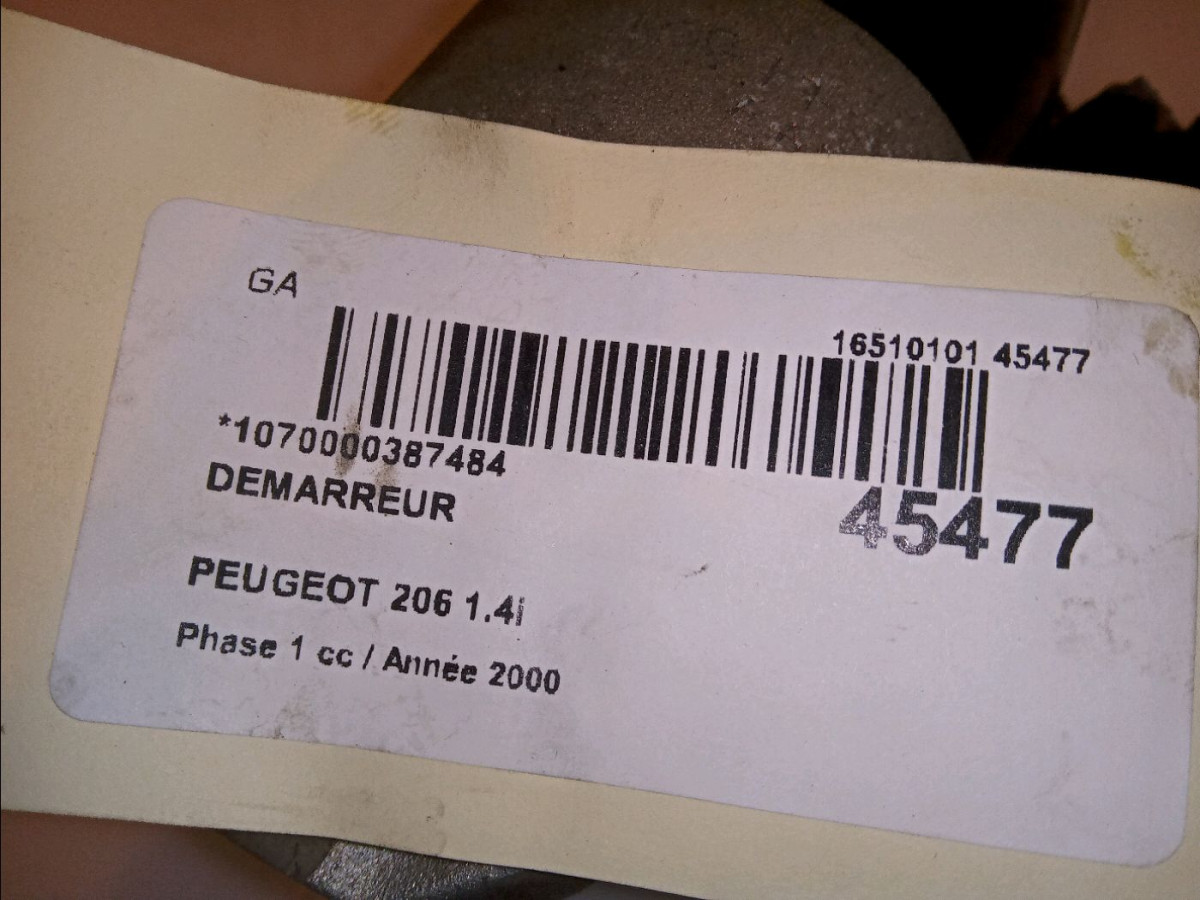 GA
16510101 45477
*1070000387484
DEMARREUR
45477
PEUGEOT 206 1.4i
Phase 1 cc / Année 2000